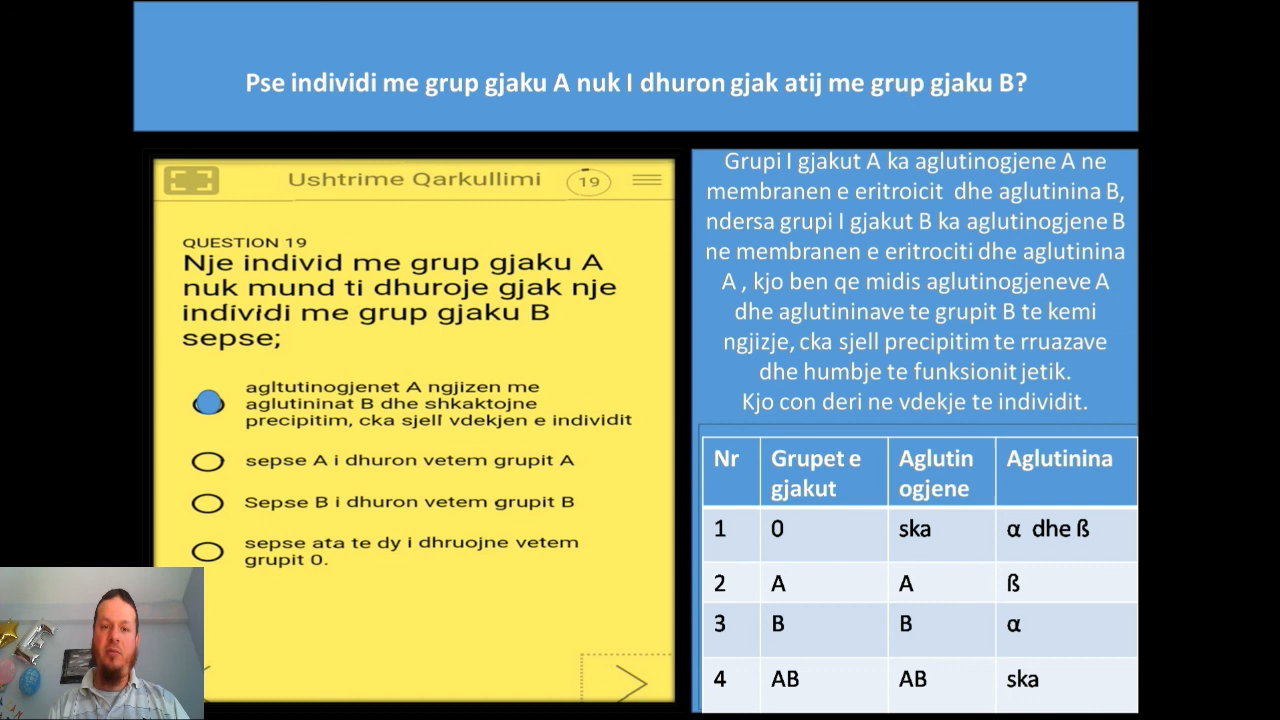 Pse individi me grup gjaku A nuk I dhuron gjak atij me grup gjaku B?
Ushtrime Qarkullimi
19
QUESTION 19
Nje individ me grup gjaku A
nuk mund ti dhuroje gjak nje
individi me grup gjaku B
sepse;
agltutinogjenet A ngjizen me
aglutininat B dhe shkaktojne
precipitim, cka sjell vdekjen e individit
sepse A i dhuron vetem grupit A
Sepse B i dhuron vetem grupit B
sepse ata te dy i dhruojne vetem
grupit 0.
Grupi I gjakut A ka aglutinogjene A ne
membranen e eritroicit dhe aglutinina B,
ndersa grupi I gjakut B ka aglutinogjene B
ne membranen e eritrociti dhe aglutinina
A , kjo ben qe midis aglutinogjeneve A
dhe aglutininave te grupit B te kemi
ngjizje, cka sjell precipitim te rruazave
dhe humbje te funksionit jetik.
Kjo con deri ne vdekje te individit.
Nr Grupet e gjakut Aglutin ogjene Aglutinina
1 0 ska α dhe ß
2 A A ß
3 B B α
4 AB AB ska